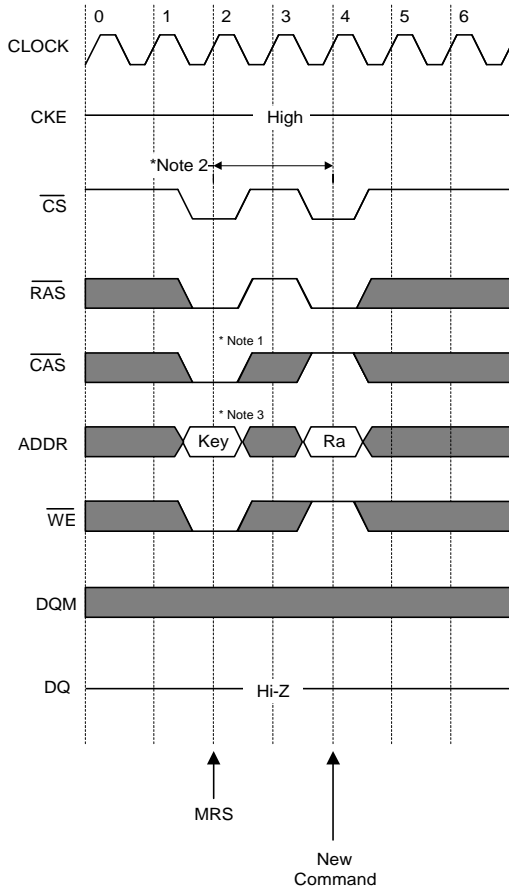 0 1 2 3 4 5 6
CLOCK
CKE
High
*Note 2
CS
RAS
* Note 1
CAS
* Note 3
ADDR
Key
Ra
WE
DQM
DQ
Hi-Z
MRS
New
Command